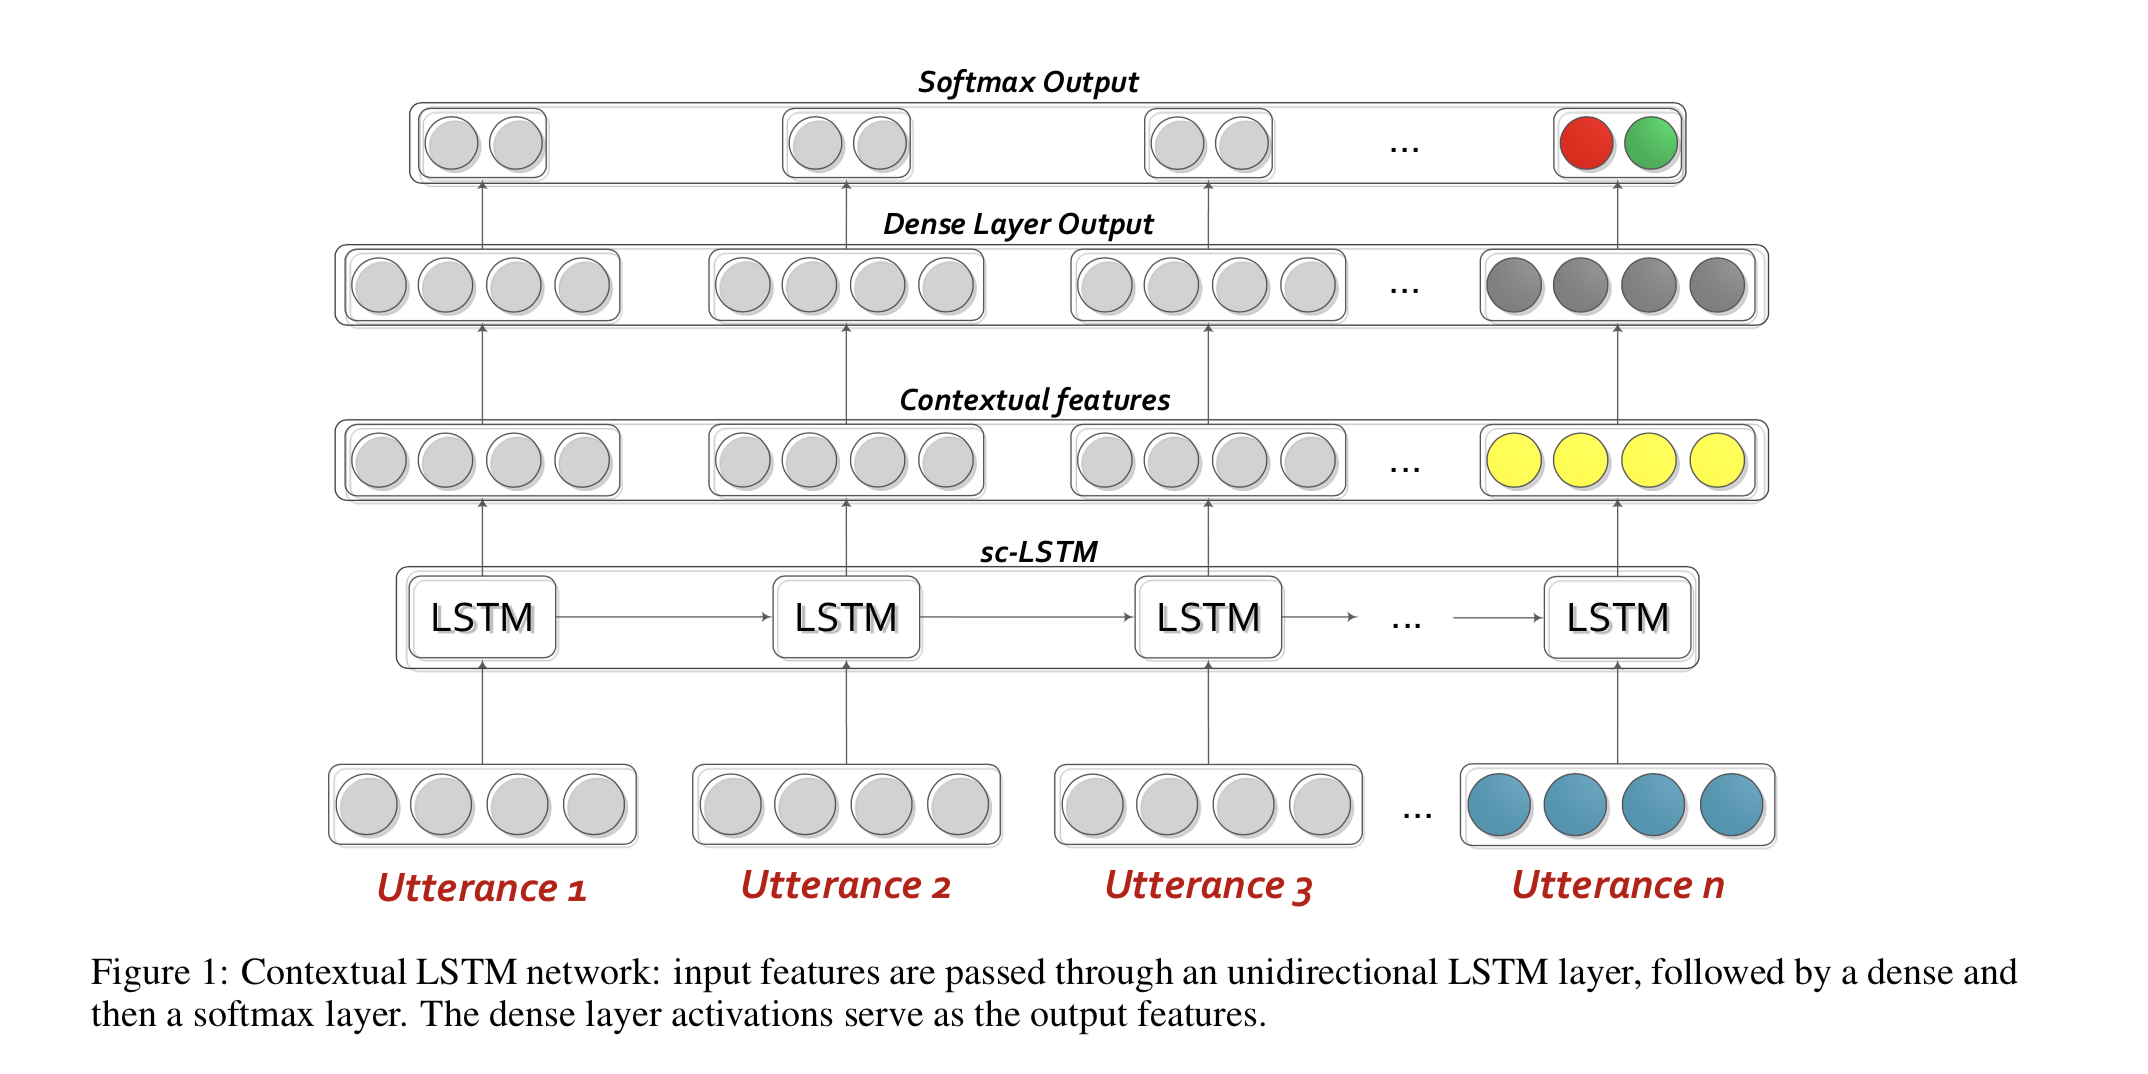 Softmax Output
...
Dense Layer Output
...
Contextual features
...
sc-LSTM
LSTM LSTM LSTM ... LSTM
...
Utterance 1 Utterance 2 Utterance 3 Utterance n
Figure 1: Contextual LSTM network: input features are passed through an unidirectional LSTM layer, followed by a dense and
then a softmax layer. The dense layer activations serve as the output features.